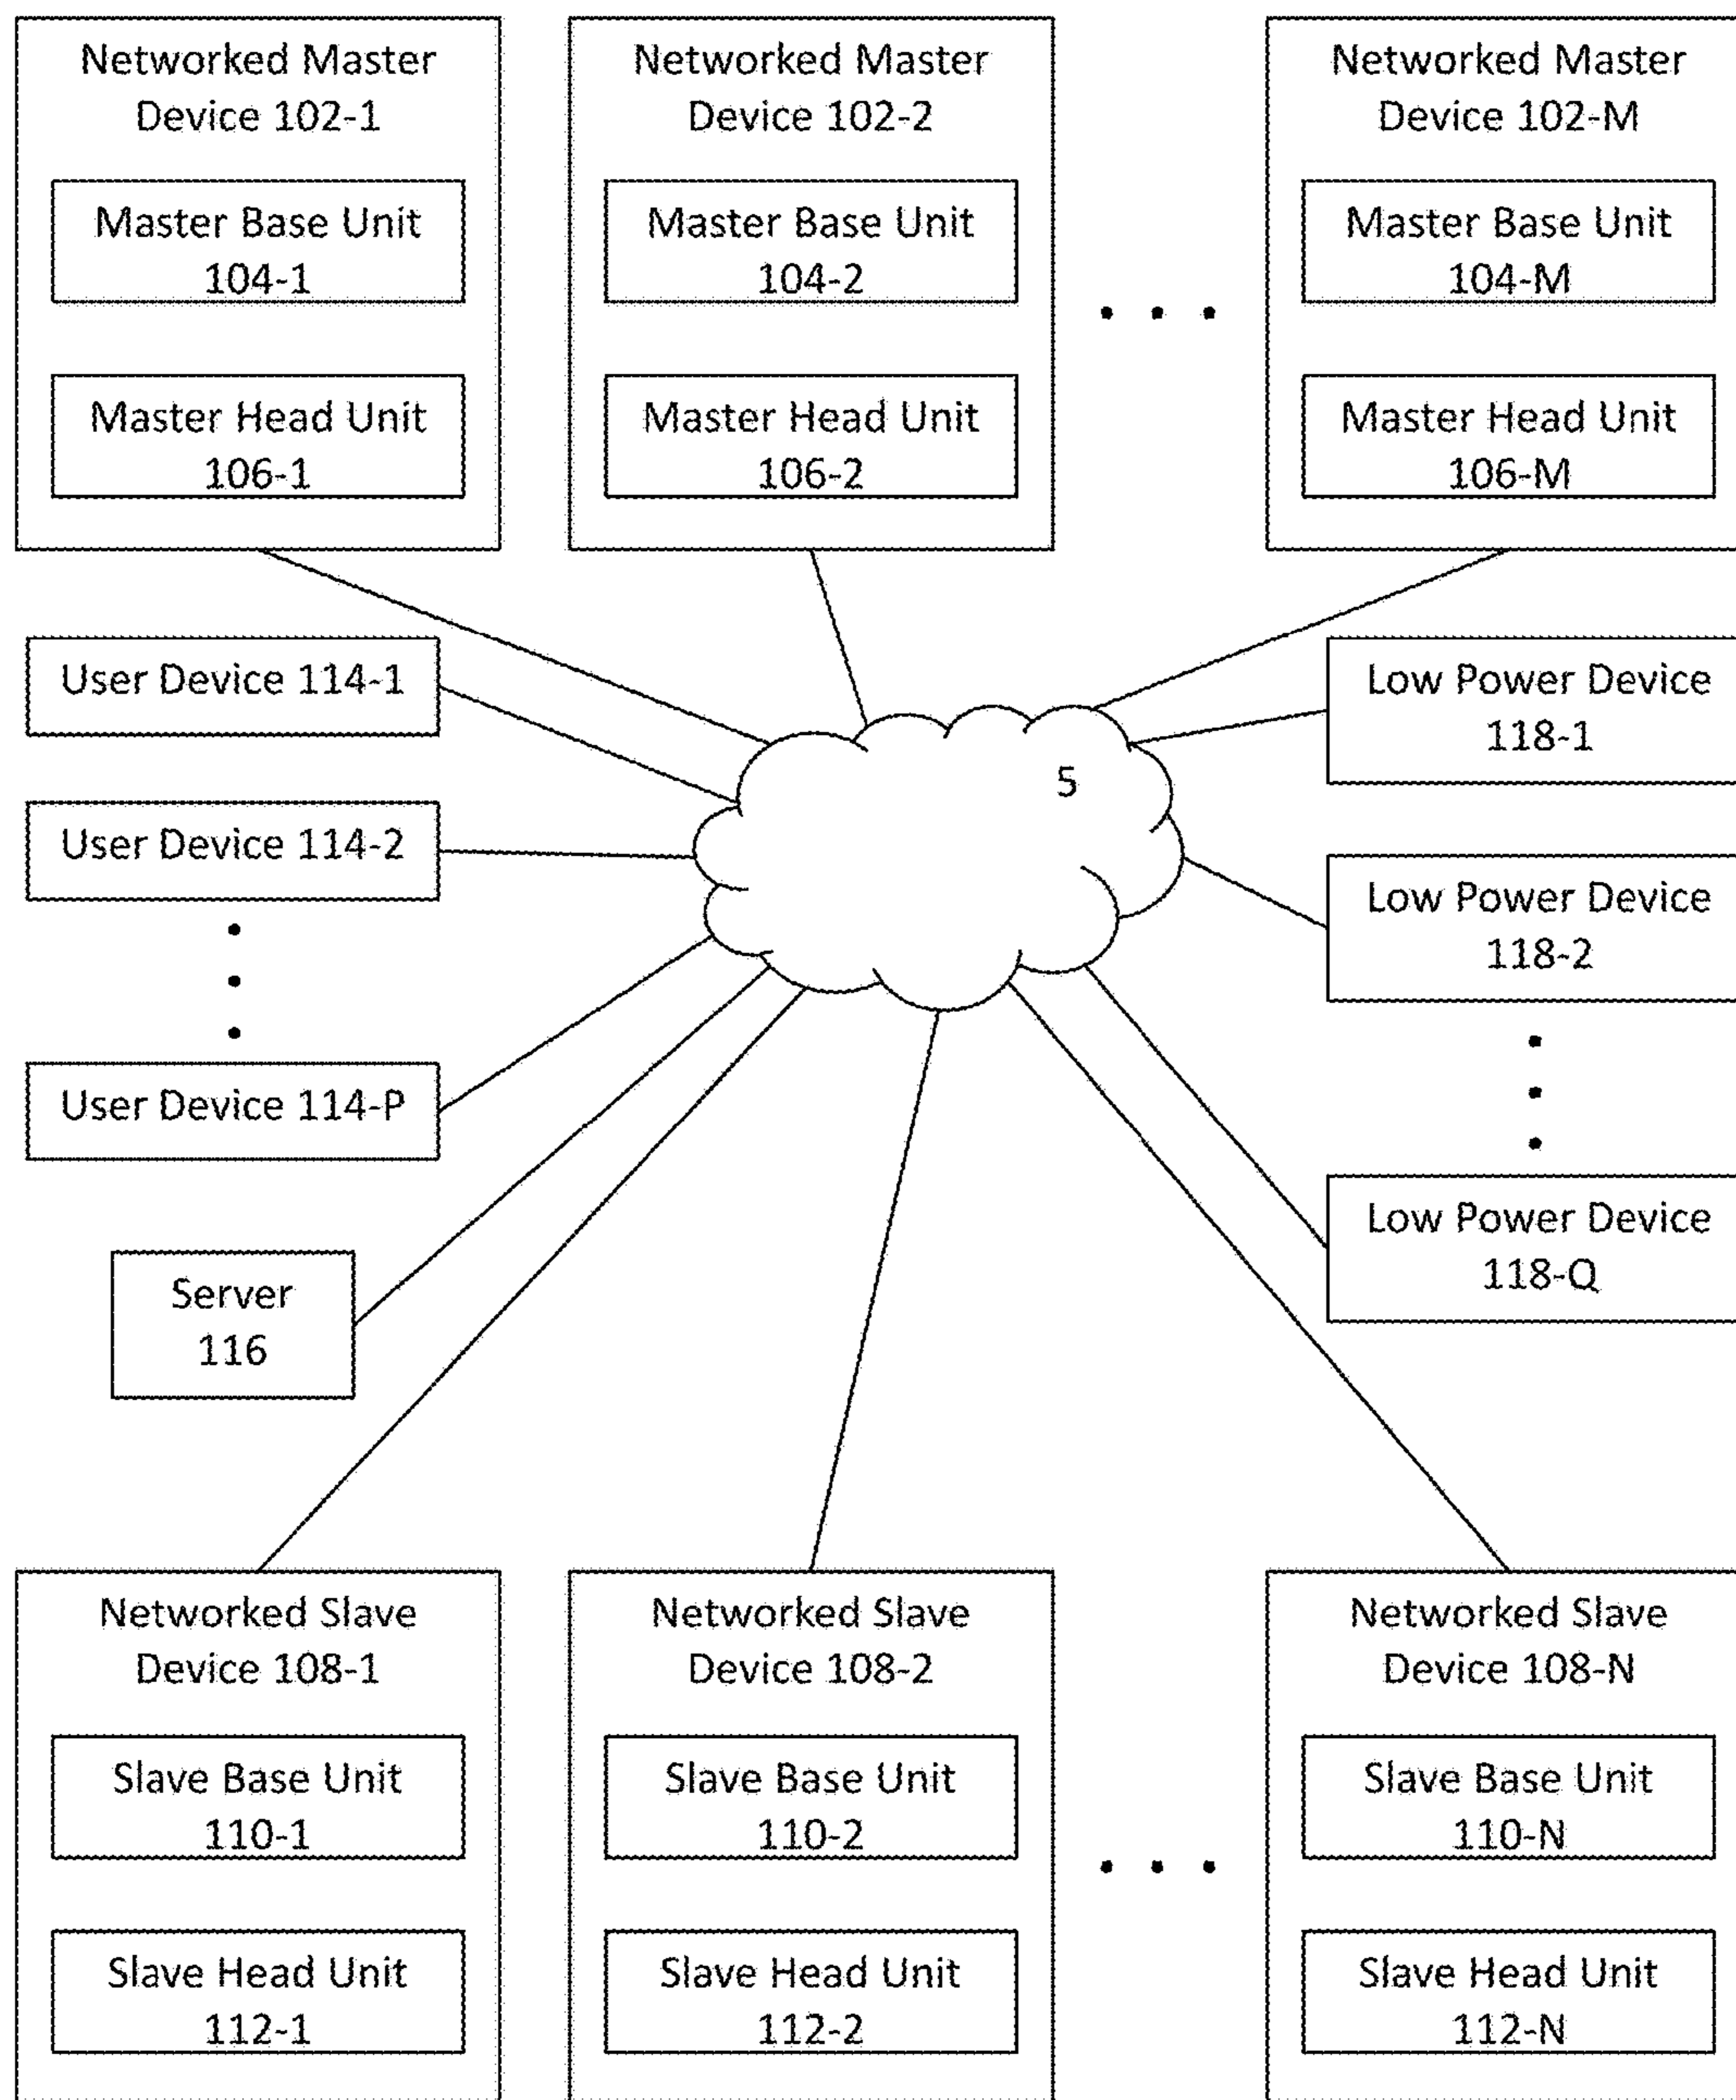 Networked Master
Device 102-1
Master Base Unit
104-1
Master Head Unit
106-1
Networked Master
Device 102-2
Master Base Unit
104-2
Master Head Unit
106-2
Networked Master
Device 102-M
Master Base Unit
104-M
Master Head Unit
106-M
User Device 114-1
User Device 114-2
User Device 114-P
Server
116
5
Low Power Device
118-1
Low Power Device
118-2
Low Power Device
118-Q
Networked Slave
Device 108-1
Slave Base Unit
110-1
Slave Head Unit
112-1
Networked Slave
Device 108-2
Slave Base Unit
110-2
Slave Head Unit
112-2
Networked Slave
Device 108-N
Slave Base Unit
110-N
Slave Head Unit
112-N